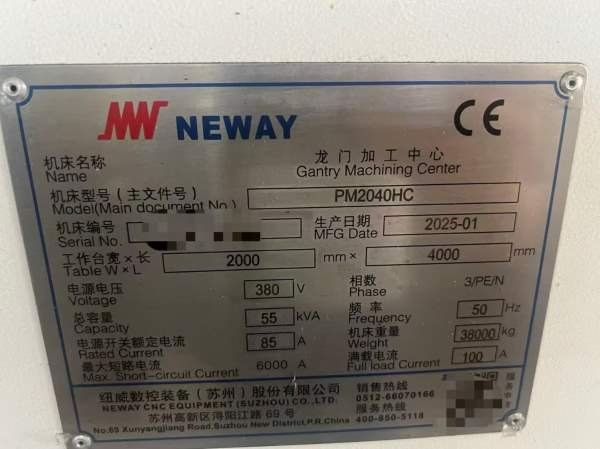 NEWAY CE
机床名称 龙门加工中心
Name Gantry Machining Center
机床型号(主文件号) PM2040HC
Model(Main document No.)
机床编号 生产日期 2025-01
Serial No. MFG Date
工作台宽×长 2000 mm× 4000 mm
Table W×L
电源电压 380 V 相数 3/PE/N
Voltage Phase
总容量 55 kVA 频率 50 Hz
Capacity Frequency
电源开关额定电流 85 A 机床重量 38000 kg
Rated Current Weight
最大短路电流 6000 A 满载电流 100 A
Max. Short-circuit Current Full load Current
纽威数控装备(苏州)股份有限公司 销售热线
NEWAY CNC EQUIPMENT (SUZHOU) CO.,LTD. 0512-66070166
苏州高新区浔阳江路69号 服务热线
No.69 Xunyangjiang Road,Suzhou New District,P.R,China 400-850-5118